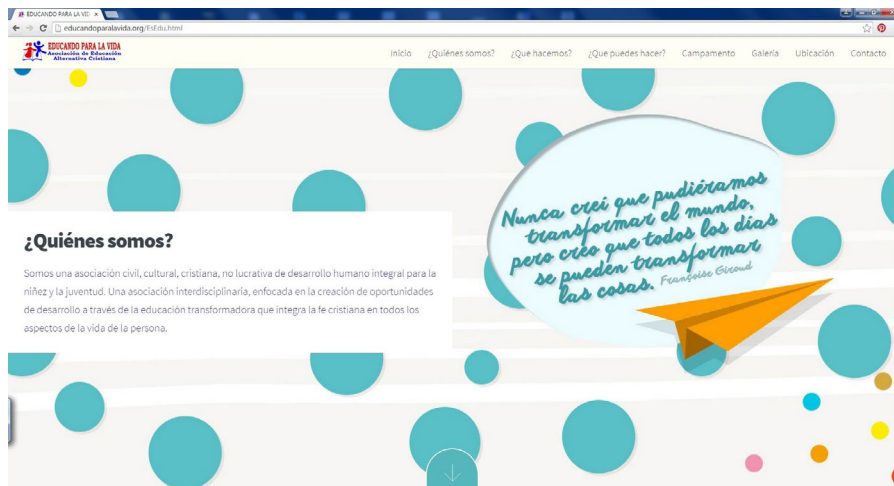 EDUCANDO PARA LA VI
educandoparalavida.org/EsEdu.html
EDUCANDO PARA LA VIDA
Asociación de Educación
Alternativa Cristiana
Inicio ¿Quiénes somos? ¿Que hacemos? ¿Que puedes hacer? Campamento Galería Ubicación Contacto
¿Quiénes somos?
Somos una asociación civil, cultural, cristiana, no lucrativa de desarrollo humano integral para la
niñez y la juventud. Una asociación interdisciplinaria, enfocada en la creación de oportunidades
de desarrollo a través de la educación transformadora que integra la fe cristiana en todos los
aspectos de la vida de la persona.
Nunca creí que pudiéramos
transformar el mundo,
pero creo que todos los días
se pueden transformar
las cosas. Françoise Giroud